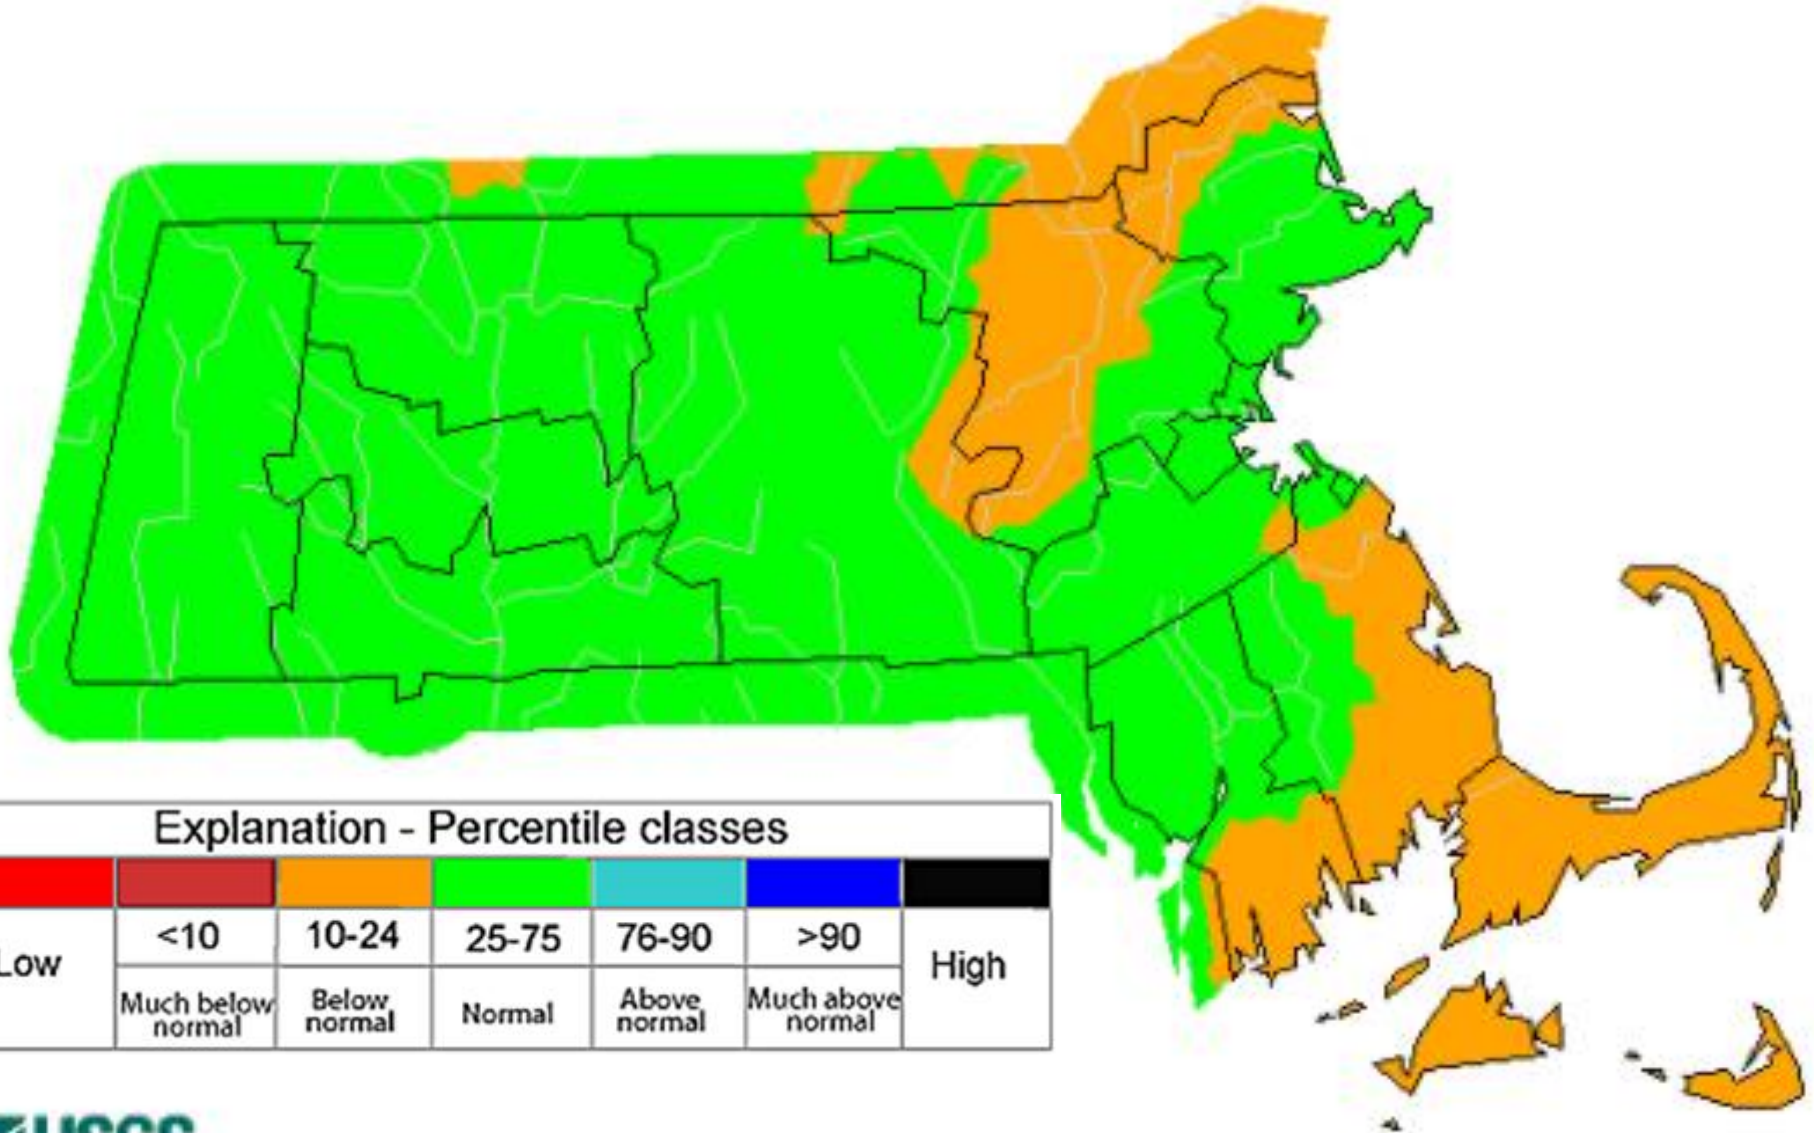 Explanation - Percentile classes
Low
<10
10-24
25-75
76-90
>90
High
Much below
normal
Below
normal
Normal
Above
normal
Much above
normal
USGS